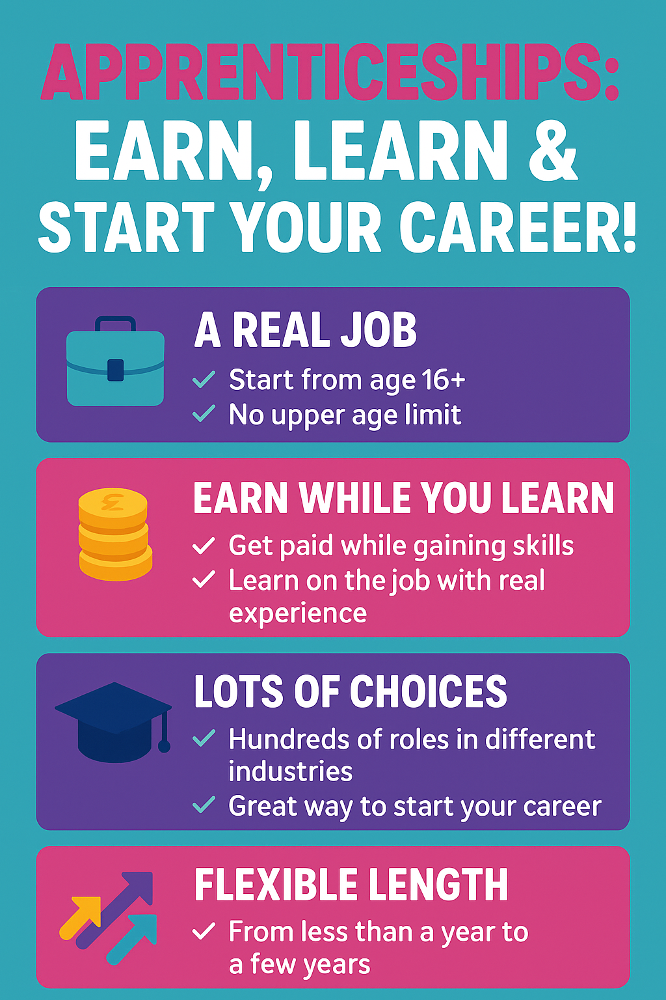 APPRENTICESHIPS:
EARN, LEARN &
START YOUR CAREER!
A REAL JOB
✓ Start from age 16+
✓ No upper age limit
£
EARN WHILE YOU LEARN
✓ Get paid while gaining skills
✓ Learn on the job with real
experience
LOTS OF CHOICES
✓ Hundreds of roles in different
industries
✓ Great way to start your career
FLEXIBLE LENGTH
✓ From less than a year to
a few years